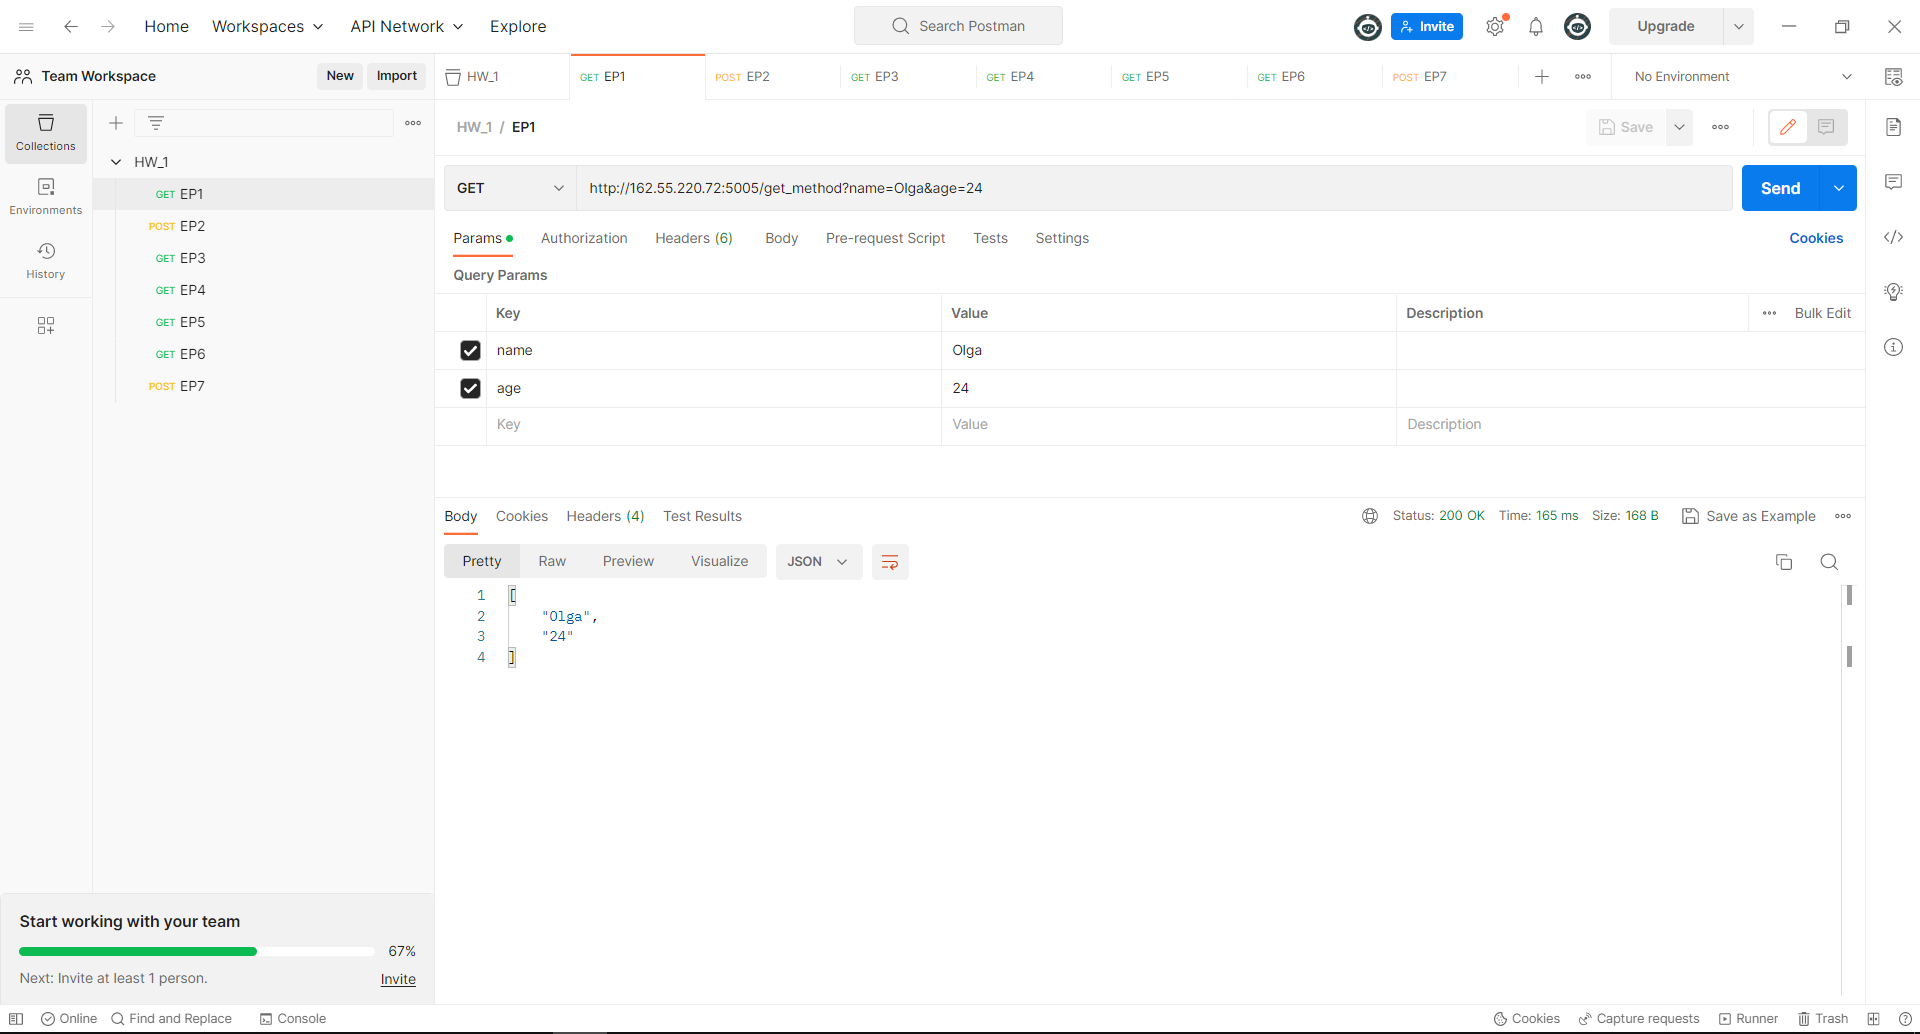 Home Workspaces API Network Explore Search Postman Invite Upgrade
Team Workspace New Import HW_1 GET EP1 POST EP2 GET EP3 GET EP4 GET EP5 GET EP6 POST EP7 No Environment
Collections
Environments
History
HW_1
GET EP1
POST EP2
GET EP3
GET EP4
GET EP5
GET EP6
POST EP7
HW_1 / EP1 Save
GET http://162.55.220.72:5005/get_method?name=Olga&age=24 Send
Params Authorization Headers (6) Body Pre-request Script Tests Settings Cookies
Query Params
Key Value Description Bulk Edit
name Olga
age 24
Key Value Description
Body Cookies Headers (4) Test Results Status: 200 OK Time: 165 ms Size: 168 B Save as Example
Pretty Raw Preview Visualize JSON
1 [
2 "Olga",
3 "24"
4 ]
Start working with your team
67%
Next: Invite at least 1 person. Invite
Online Find and Replace Console Cookies Capture requests Runner Trash